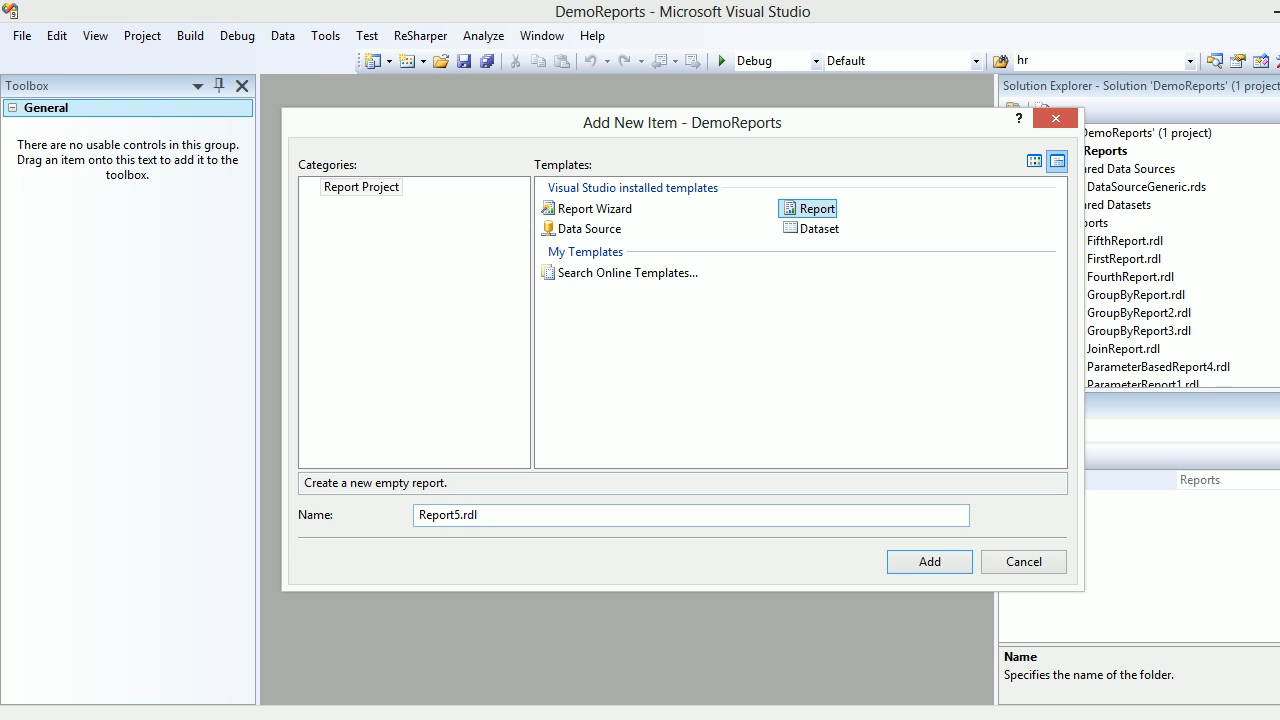 DemoReports - Microsoft Visual Studio
File Edit View Project Build Debug Data Tools Test ReSharper Analyze Window Help
Debug Default hr
Toolbox
General
There are no usable controls in this group.
Drag an item onto this text to add it to the
toolbox.
Add New Item - DemoReports
?
Categories:
Report Project
Templates:
Visual Studio installed templates
Report Wizard
Report
Data Source
Dataset
My Templates
Search Online Templates...
Create a new empty report.
Name: Report5.rdl
Add Cancel
Solution Explorer - Solution 'DemoReports' (1 project
DemoReports' (1 project)
Reports
red Data Sources
DataSourceGeneric.rds
red Datasets
ports
FifthReport.rdl
FirstReport.rdl
FourthReport.rdl
GroupByReport.rdl
GroupByReport2.rdl
GroupByReport3.rdl
JoinReport.rdl
ParameterBasedReport4.rdl
ParameterReport1.rdl
Reports
Name
Specifies the name of the folder.